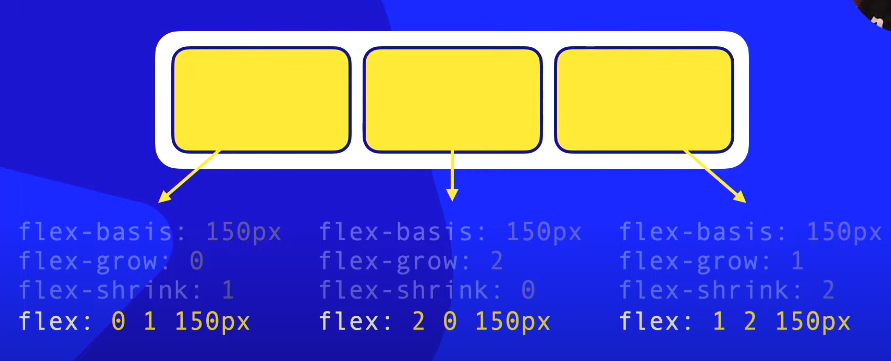 flex-basis: 150px
flex-grow: 0
flex-shrink: 1
flex: 0 1 150px
flex-basis: 150px
flex-grow: 2
flex-shrink: 0
flex: 2 0 150px
flex-basis: 150px
flex-grow: 1
flex-shrink: 2
flex: 1 2 150px